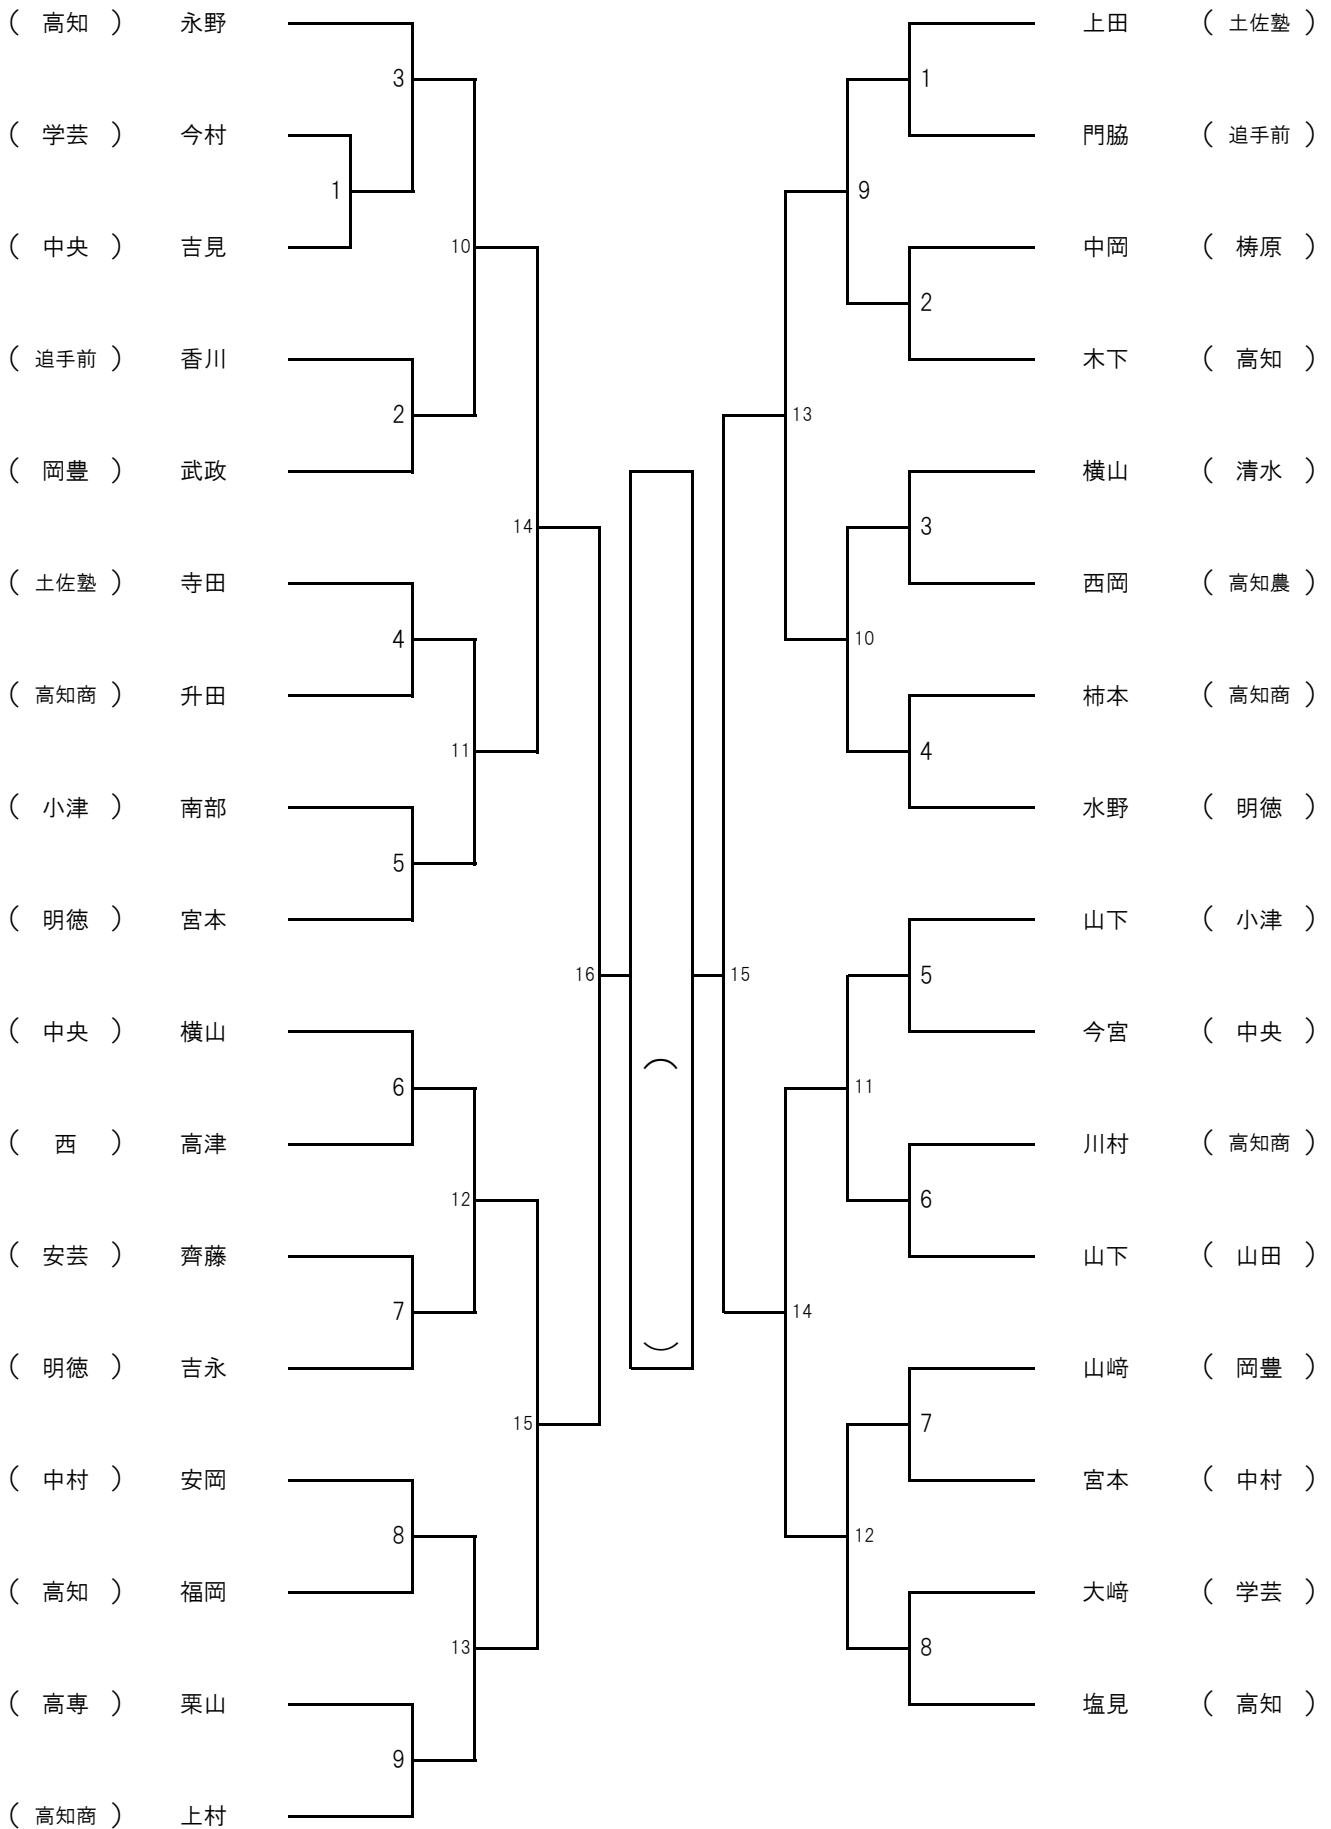 ( 高知 ) 永野
3
( 学芸 ) 今村
1
( 中央 ) 吉見
10
( 追手前 ) 香川
2
( 岡豊 ) 武政
14
( 土佐塾 ) 寺田
4
( 高知商 ) 升田
11
( 小津 ) 南部
5
( 明徳 ) 宮本
16
( 中央 ) 横山
6
( 西 ) 高津
12
( 安芸 ) 齊藤
7
( 明徳 ) 吉永
15
( 中村 ) 安岡
8
( 高知 ) 福岡
13
( 高専 ) 栗山
9
( 高知商 ) 上村
( )
上田 ( 土佐塾 )
1
門脇 ( 追手前 )
9
中岡 ( 梼原 )
2
木下 ( 高知 )
13
横山 ( 清水 )
3
西岡 ( 高知農 )
10
柿本 ( 高知商 )
4
水野 ( 明徳 )
山下 ( 小津 )
5
15
今宮 ( 中央 )
11
川村 ( 高知商 )
6
山下 ( 山田 )
14
山﨑 ( 岡豊 )
7
宮本 ( 中村 )
12
大﨑 ( 学芸 )
8
塩見 ( 高知 )